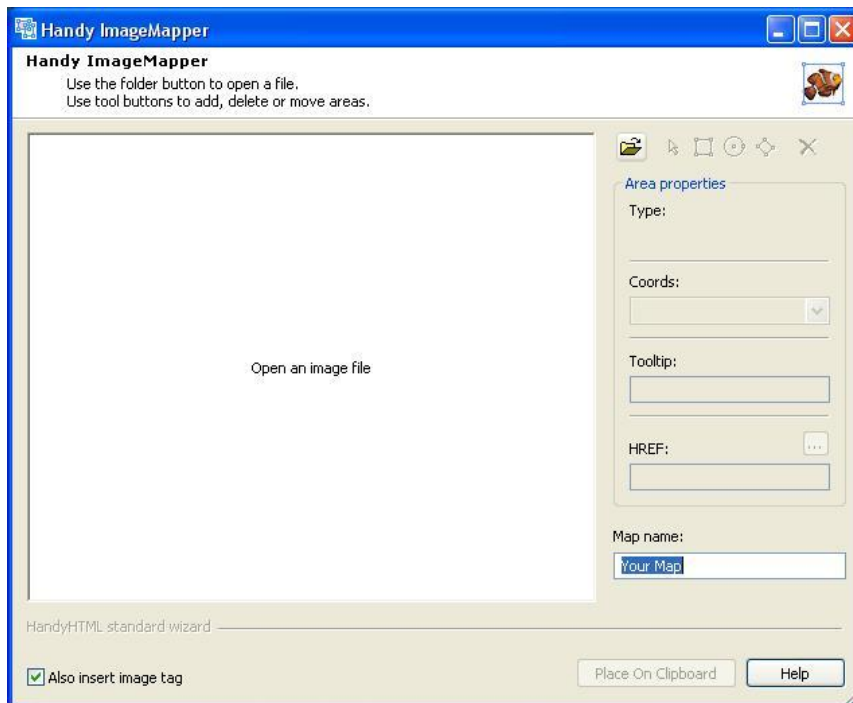 Handy ImageMapper
Handy ImageMapper
Use the folder button to open a file.
Use tool buttons to add, delete or move areas.
Open an image file
Area properties
Type:
Coords:
Tooltip:
HREF:
...
Map name:
Your Map
HandyHTML standard wizard
Also insert image tag
Place On Clipboard
Help